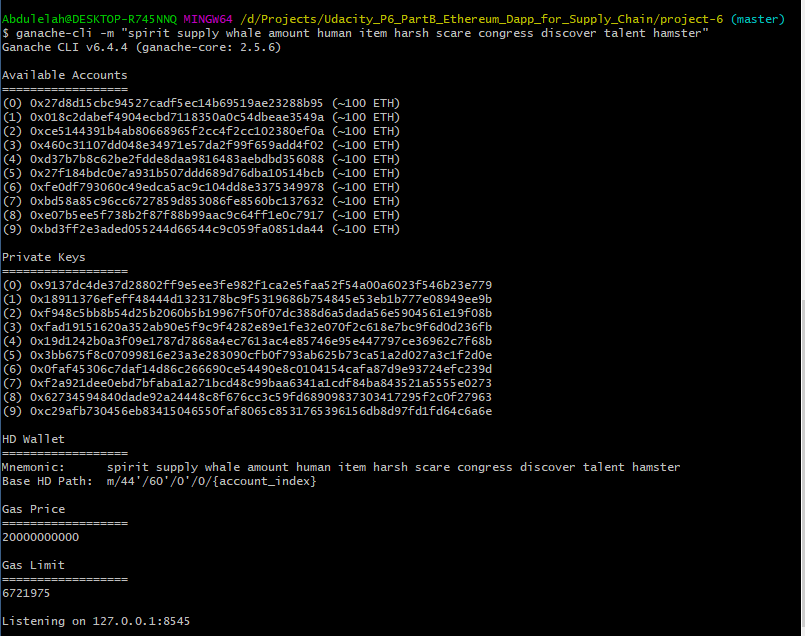 Abdulelah@DESKTOP-R745NNQ MINGW64 /d/Projects/Udacity_P6_PartB_Ethereum_Dapp_for_Supply_Chain/project-6 (master)
$ ganache-cli -m "spirit supply whale amount human item harsh scare congress discover talent hamster"
Ganache CLI v6.4.4 (ganache-core: 2.5.6)

Available Accounts
==================
(0) 0x27d8d15cbc94527cadf5ec14b69519ae23288b95 (~100 ETH)
(1) 0x018c2dabef4904ecbd7118350a0c54dbeae3549a (~100 ETH)
(2) 0xce5144391b4ab80668965f2cc4f2cc102380ef0a (~100 ETH)
(3) 0x460c31107dd048e34971e57da2f99f659add4f02 (~100 ETH)
(4) 0xd37b7b8c62be2fdde8daa9816483aebdbd356088 (~100 ETH)
(5) 0x27f184bdc0e7a931b507ddd689d76dba10514bcb (~100 ETH)
(6) 0xfe0df793060c49edca5ac9c104dd8e3375349978 (~100 ETH)
(7) 0xbd58a85c96cc6727859d853086fe8560bc137632 (~100 ETH)
(8) 0xe07b5ee5f738b2f87f88b99aac9c64ff1e0c7917 (~100 ETH)
(9) 0xbd3ff2e3aded055244d66544c9c059fa0851da44 (~100 ETH)

Private Keys
==================
(0) 0x9137dc4de37d28802ff9e5ee3fe982f1ca2e5faa52f54a00a6023f546b23e779
(1) 0x18911376efeff48444d1323178bc9f5319686b754845e53eb1b777e08949ee9b
(2) 0xf948c5bb8b54d25b2060b5b19967f50f07dc388d6a5dada56e5904561e19f08b
(3) 0xfad19151620a352ab90e5f9c9f4282e89e1fe32e070f2c618e7bc9f6d0d236fb
(4) 0x19d1242b0a3f09e1787d7868a4ec7613ac4e85746e95e447797ce36962c7f68b
(5) 0x3bb675f8c07099816e23a3e283090cfb0f793ab625b73ca51a2d027a3c1f2d0e
(6) 0x0faf45306c7daf14d86c266690ce54490e8c0104154cafa87d9e93724efc239d
(7) 0xf2a921dee0ebd7bfaba1a271bcd48c99baa6341a1cdf84ba843521a5555e0273
(8) 0x62734594840dade92a24448c8f676cc3c59fd68909837303417295f2c0f27963
(9) 0xc29afb730456eb83415046550faf8065c8531765396156db8d97fd1fd64c6a6e

HD Wallet
==================
Mnemonic:      spirit supply whale amount human item harsh scare congress discover talent hamster
Base HD Path:  m/44'/60'/0'/0/{account_index}

Gas Price
==================
20000000000

Gas Limit
==================
6721975

Listening on 127.0.0.1:8545